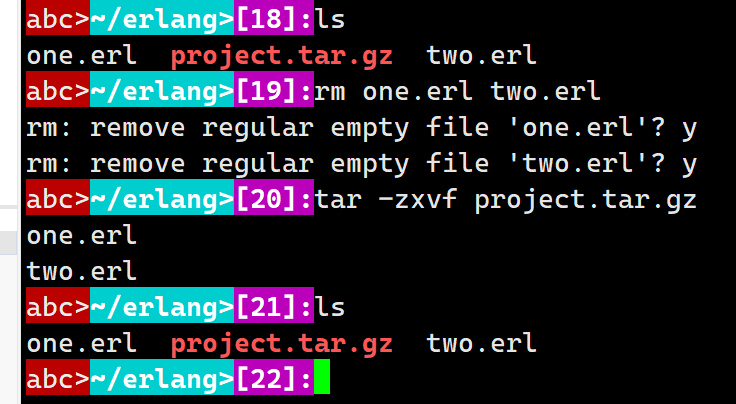 abc>~/erlang>[18]:ls
one.erl  project.tar.gz  two.erl
abc>~/erlang>[19]:rm one.erl two.erl
rm: remove regular empty file 'one.erl'? y
rm: remove regular empty file 'two.erl'? y
abc>~/erlang>[20]:tar -zxvf project.tar.gz
one.erl
two.erl
abc>~/erlang>[21]:ls
one.erl  project.tar.gz  two.erl
abc>~/erlang>[22]: